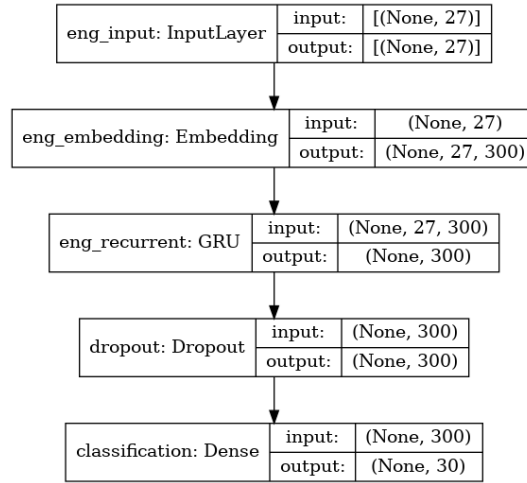 eng_input: InputLayer input: [(None, 27)]
output: [(None, 27)]
eng_embedding: Embedding input: (None, 27)
output: (None, 27, 300)
eng_recurrent: GRU input: (None, 27, 300)
output: (None, 300)
dropout: Dropout input: (None, 300)
output: (None, 300)
classification: Dense input: (None, 300)
output: (None, 30)